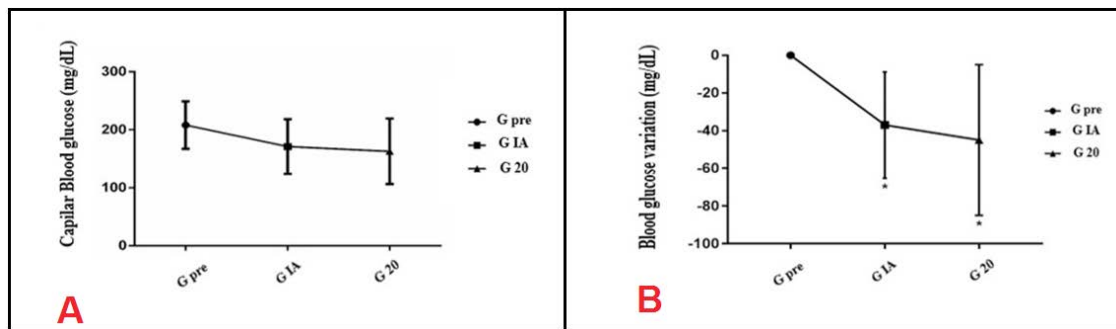 Capilar Blood glucose (mg/dL)
300
200
100
0
G pre
G IA
G 20
G pre
G IA
G 20
A
Blood glucose variation (mg/dL)
0
-20
-40
-60
-80
-100
*
*
G pre
G IA
G 20
G pre
G IA
G 20
B